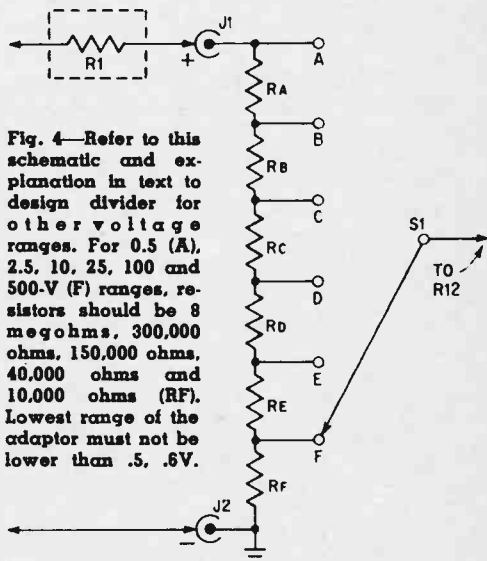 J1
R1
+
A
RA
B
RB
C
RC
D
RD
E
RE
F
RF
J2
–
S1
TO
R12
Fig. 4—Refer to this
schematic and ex-
planation in text to
design divider for
other voltage
ranges. For 0.5 (A),
2.5, 10, 25, 100 and
500-V (F) ranges, re-
sistors should be 8
megohms, 300,000
ohms, 150,000 ohms,
40,000 ohms and
10,000 ohms (RF).
Lowest range of the
adaptor must not be
lower than .5, .6V.